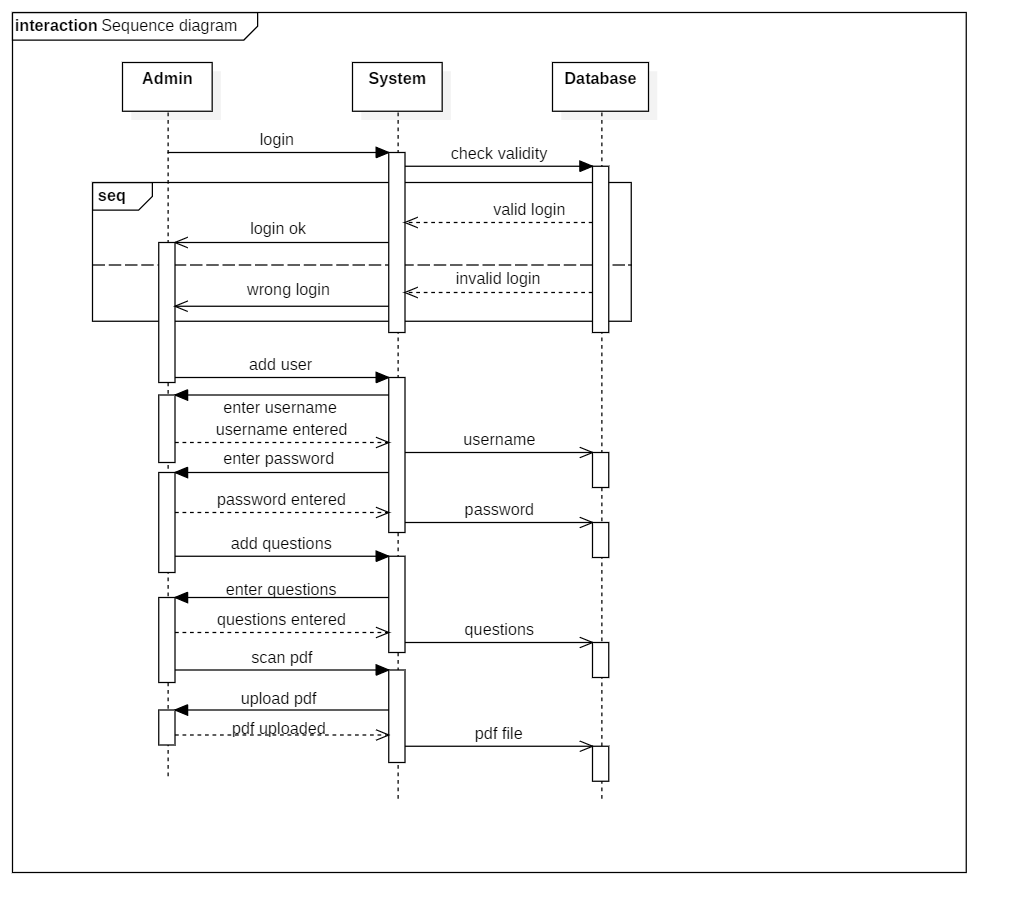 interaction Sequence diagram
Admin
System
Database
login
check validity
seq
valid login
login ok
invalid login
wrong login
add user
enter username
username entered
username
enter password
password entered
password
add questions
enter questions
questions entered
questions
scan pdf
upload pdf
pdf uploaded
pdf file